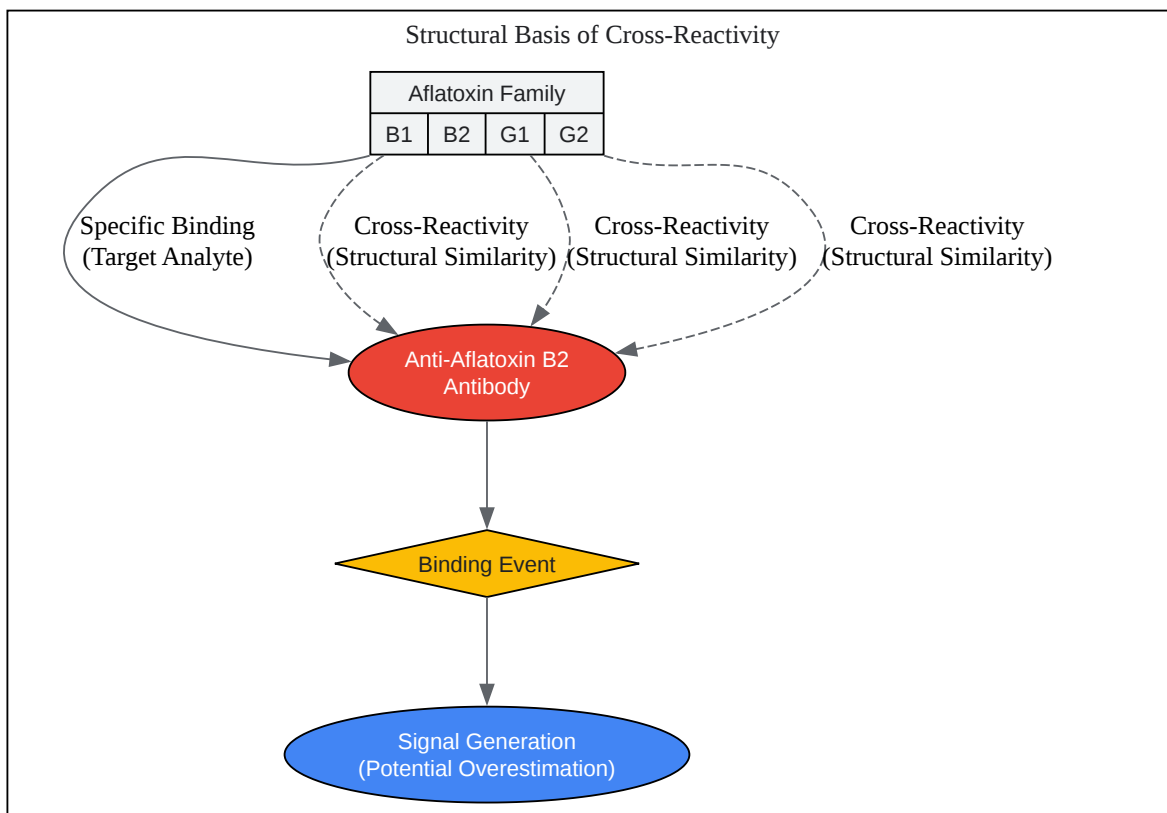 Structural Basis of Cross-Reactivity
Aflatoxin Family
B1 B2 G1 G2
Specific Binding
(Target Analyte)
Cross-Reactivity
(Structural Similarity)
Cross-Reactivity
(Structural Similarity)
Cross-Reactivity
(Structural Similarity)
Anti-Aflatoxin B2
Antibody
Binding Event
Signal Generation
(Potential Overestimation)